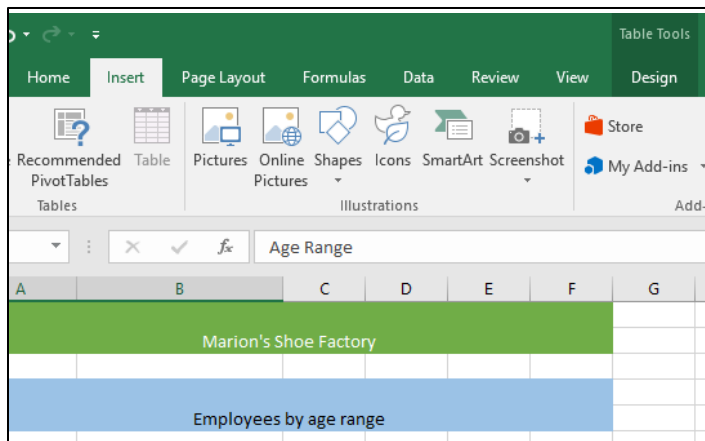 Table Tools
Home Insert Page Layout Formulas Data Review View Design
Recommended PivotTables
Table
Pictures
Online Pictures
Shapes
Icons
SmartArt
Screenshot
Store
My Add-ins
Tables
Illustrations
Add-
fx
Age Range
A B C D E F G
Marion's Shoe Factory
Employees by age range